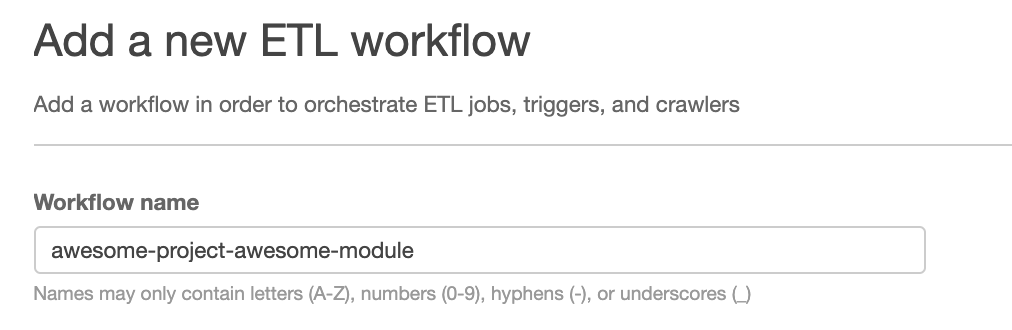 Add a new ETL workflow
Add a workflow in order to orchestrate ETL jobs, triggers, and crawlers
Workflow name
awesome-project-awesome-module
Names may only contain letters (A-Z), numbers (0-9), hyphens (-), or underscores (_)